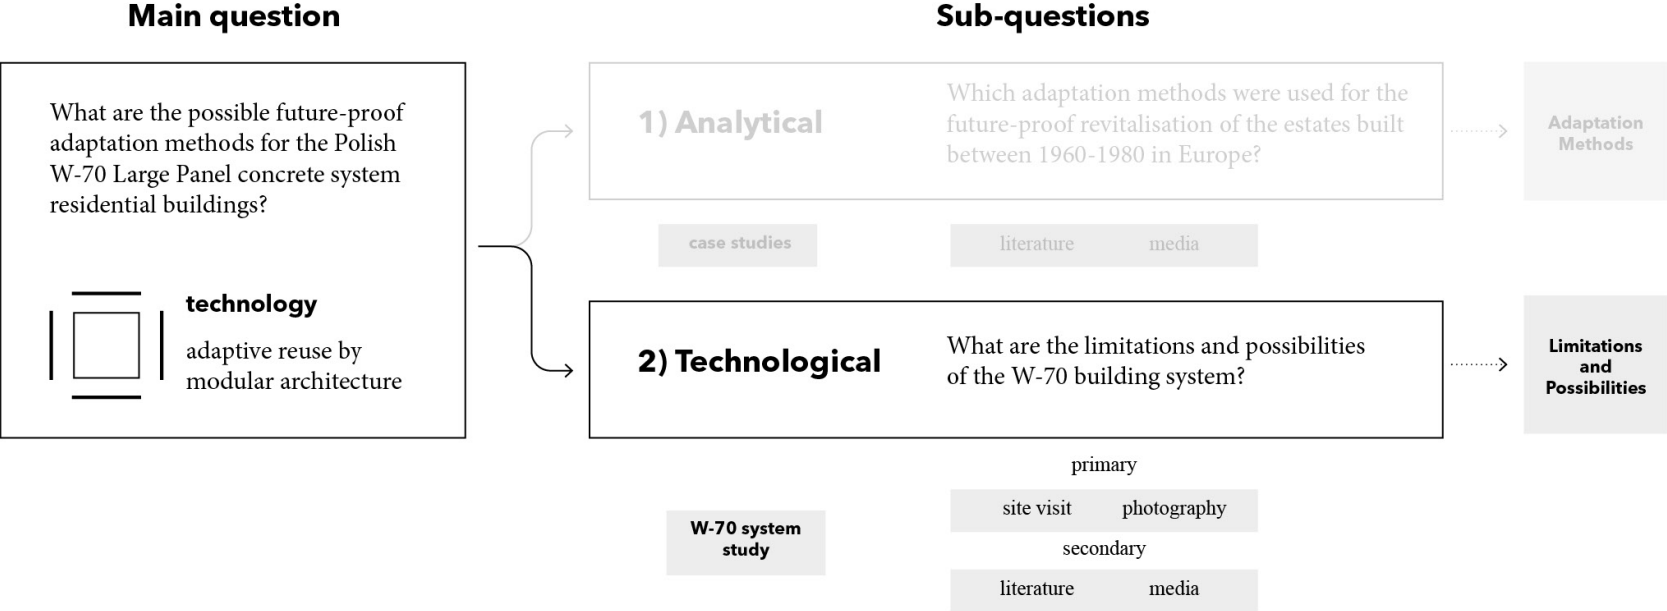 Main question
Sub-questions
What are the possible future-proof
adaptation methods for the Polish
W-70 Large Panel concrete system
residential buildings?
technology
adaptive reuse by
modular architecture
1) Analytical
Which adaptation methods were used for the
future-proof revitalisation of the estates built
between 1960-1980 in Europe?
Adaptation
Methods
case studies
literature media
2) Technological
What are the limitations and possibilities
of the W-70 building system?
Limitations
and
Possibilities
W-70 system
study
primary
site visit photography
secondary
literature media